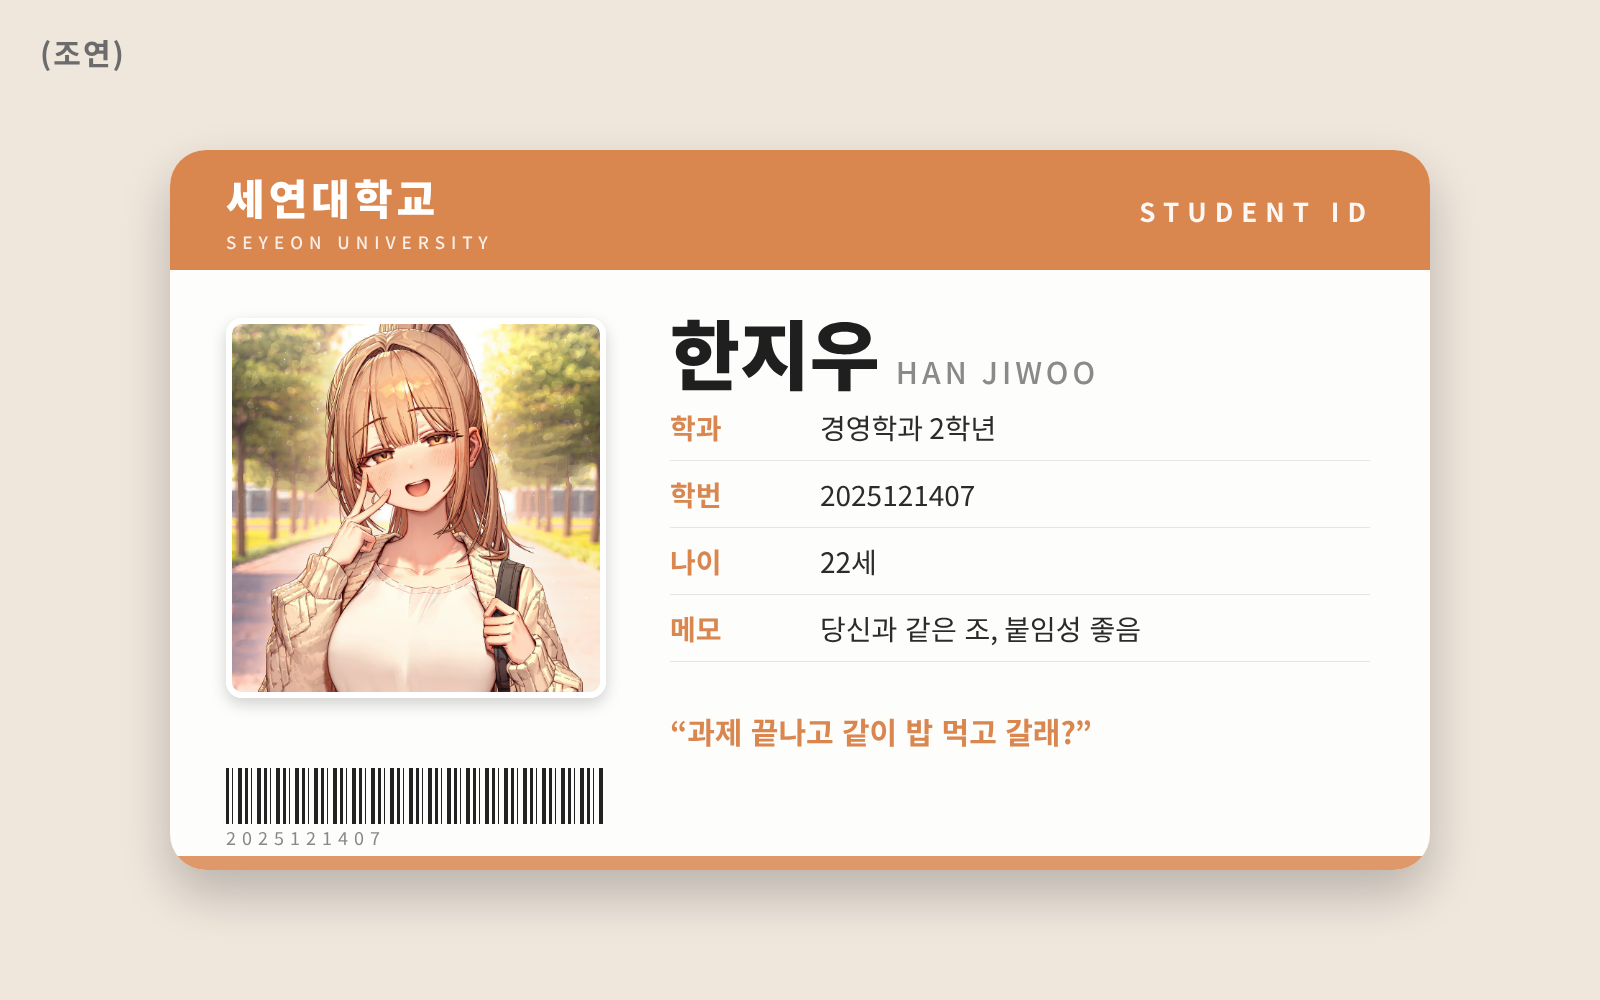 (조연)
세연대학교
SEYEON UNIVERSITY
STUDENT ID
한지우 HAN JIWOO
학과 경영학과 2학년
학번 2025121407
나이 22세
메모 당신과 같은 조, 붙임성 좋음
“과제 끝나고 같이 밥 먹고 갈래?”
2025121407